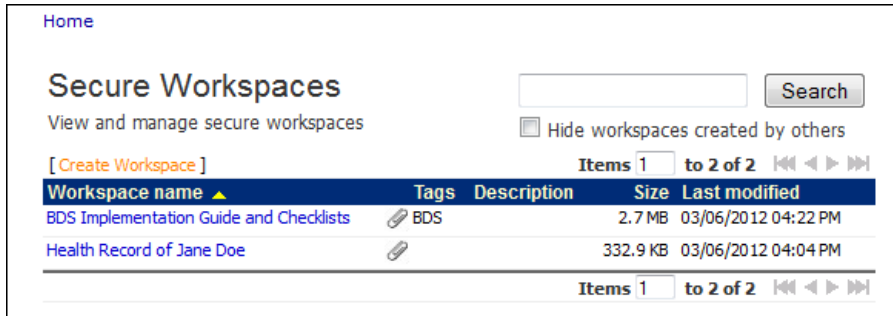 Home
Secure Workspaces
Search
View and manage secure workspaces
Hide workspaces created by others
[ Create Workspace ]
Items 1 to 2 of 2
Workspace name Tags Description Size Last modified
BDS Implementation Guide and Checklists BDS 2.7 MB 03/06/2012 04:22 PM
Health Record of Jane Doe 332.9 KB 03/06/2012 04:04 PM
Items 1 to 2 of 2